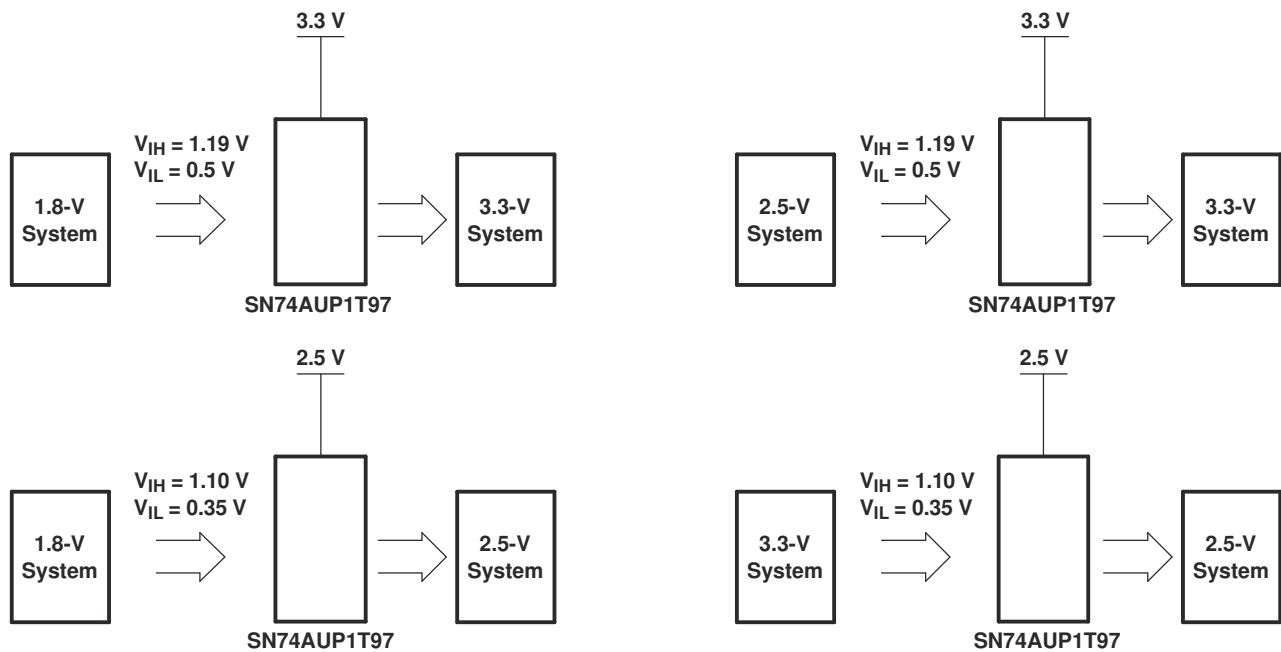 3.3 V
V_IH = 1.19 V
V_IL = 0.5 V
1.8-V
System
3.3-V
System
SN74AUP1T97
3.3 V
V_IH = 1.19 V
V_IL = 0.5 V
2.5-V
System
3.3-V
System
SN74AUP1T97
2.5 V
V_IH = 1.10 V
V_IL = 0.35 V
1.8-V
System
2.5-V
System
SN74AUP1T97
2.5 V
V_IH = 1.10 V
V_IL = 0.35 V
3.3-V
System
2.5-V
System
SN74AUP1T97